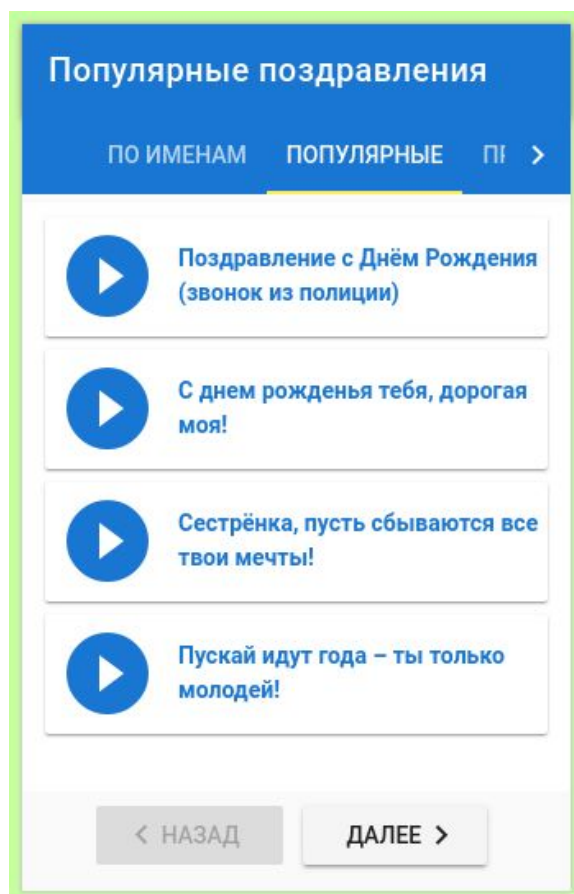 Популярные поздравления
ПО ИМЕНАМ ПОПУЛЯРНЫЕ
Поздравление с Днём Рождения
(звонок из полиции)
С днем рожденья тебя, дорогая
моя!
Сестрёнка, пусть сбываются все
твои мечты!
Пускай идут года – ты только
молодей!
НАЗАД ДАЛЕЕ